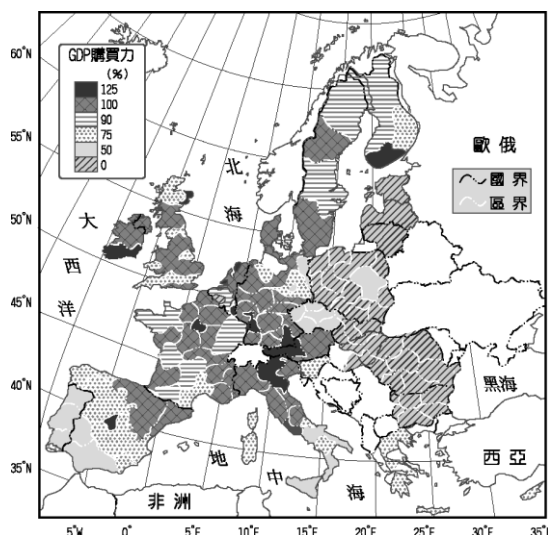 GDP購買力
(%)
125
100
90
75
50
0
60°N
55°N
50°N
45°N
40°N
35°N
大
西
洋
北
海
歐俄
國界
區界
黑海
西亞
地
中
海
非洲
5°W
0°
5°E
10°E
15°E
20°E
25°E
30°E
35°E